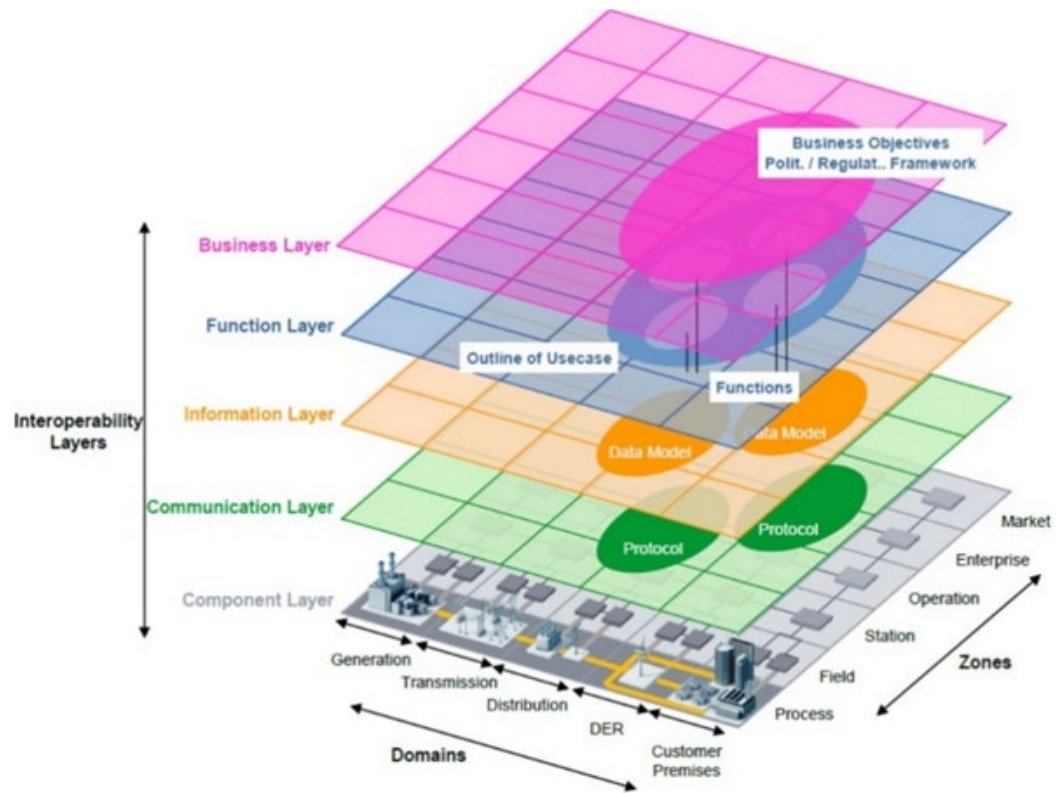 Business Objectives
Polit. / Regulat.. Framework
Business Layer
Function Layer
Outline of Usecase
Functions
Interoperability
Layers
Information Layer
Data Model
Data Model
Communication Layer
Protocol
Protocol
Component Layer
Market
Enterprise
Operation
Station
Field
Process
Zones
Generation
Transmission
Distribution
DER
Customer
Premises
Domains